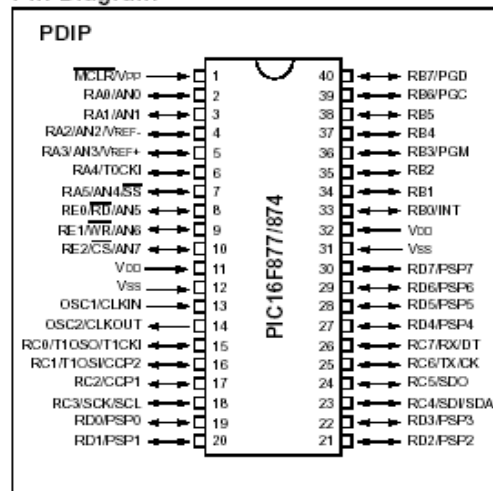 PDIP
MCLR/VPP 1 40 RB7/PGD
RA0/AN0 2 39 RB6/PGC
RA1/AN1 3 38 RB5
RA2/AN2/VREF- 4 37 RB4
RA3/AN3/VREF+ 5 36 RB3/PGM
RA4/T0CKI 6 35 RB2
RA5/AN4/SS 7 34 RB1
RE0/RD/AN5 8 33 RB0/INT
RE1/WR/AN6 9 32 VDD
RE2/CS/AN7 10 31 VSS
VDD 11 30 RD7/PSP7
VSS 12 29 RD6/PSP6
OSC1/CLKIN 13 28 RD5/PSP5
OSC2/CLKOUT 14 27 RD4/PSP4
RC0/T1OSO/T1CKI 15 26 RC7/RX/DT
RC1/T1OSI/CCP2 16 25 RC6/TX/CK
RC2/CCP1 17 24 RC5/SDO
RC3/SCK/SCL 18 23 RC4/SDI/SDA
RD0/PSP0 19 22 RD3/PSP3
RD1/PSP1 20 21 RD2/PSP2
PIC16F877/874